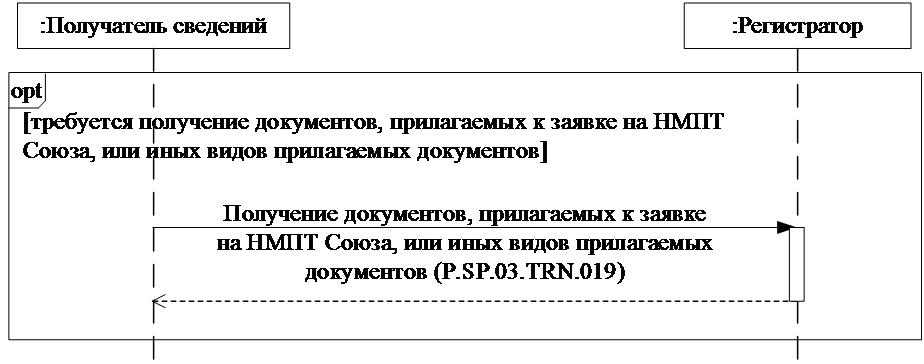 :Получатель сведений
:Регистратор
opt
[требуется получение документов, прилагаемых к заявке на НМПТ
Союза, или иных видов прилагаемых документов]
Получение документов, прилагаемых к заявке
на НМПТ Союза, или иных видов прилагаемых
документов (P.SP.03.TRN.019)